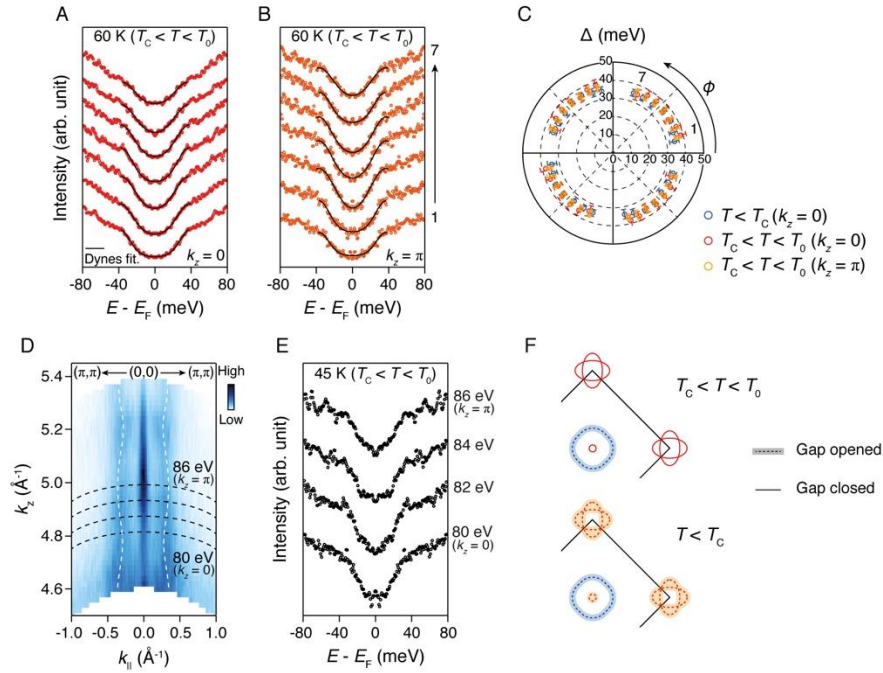 A
60 K (T_C < T < T_0)
Intensity (arb. unit)
Dynes fit.
k_z = 0
-80 -40 0 40 80
E - E_F (meV)
B
60 K (T_C < T < T_0)
7
1
k_z = π
-80 -40 0 40 80
E - E_F (meV)
C
Δ (meV)
50
40
30
20
10
0
0 10 20 30 40 50
7
1
ϕ
T < T_C (k_z = 0)
T_C < T < T_0 (k_z = 0)
T_C < T < T_0 (k_z = π)
D
(π,π) (0,0) (π,π)
High
Low
5.4
5.2
5.0
4.8
4.6
k_z (Å⁻¹)
86 eV
(k_z = π)
80 eV
(k_z = 0)
-1.0 -0.5 0.0 0.5 1.0
k_|| (Å⁻¹)
E
45 K (T_C < T < T_0)
Intensity (arb. unit)
86 eV
(k_z = π)
84 eV
82 eV
80 eV
(k_z = 0)
-80 -40 0 40 80
E - E_F (meV)
F
T_C < T < T_0
Gap opened
Gap closed
T < T_C